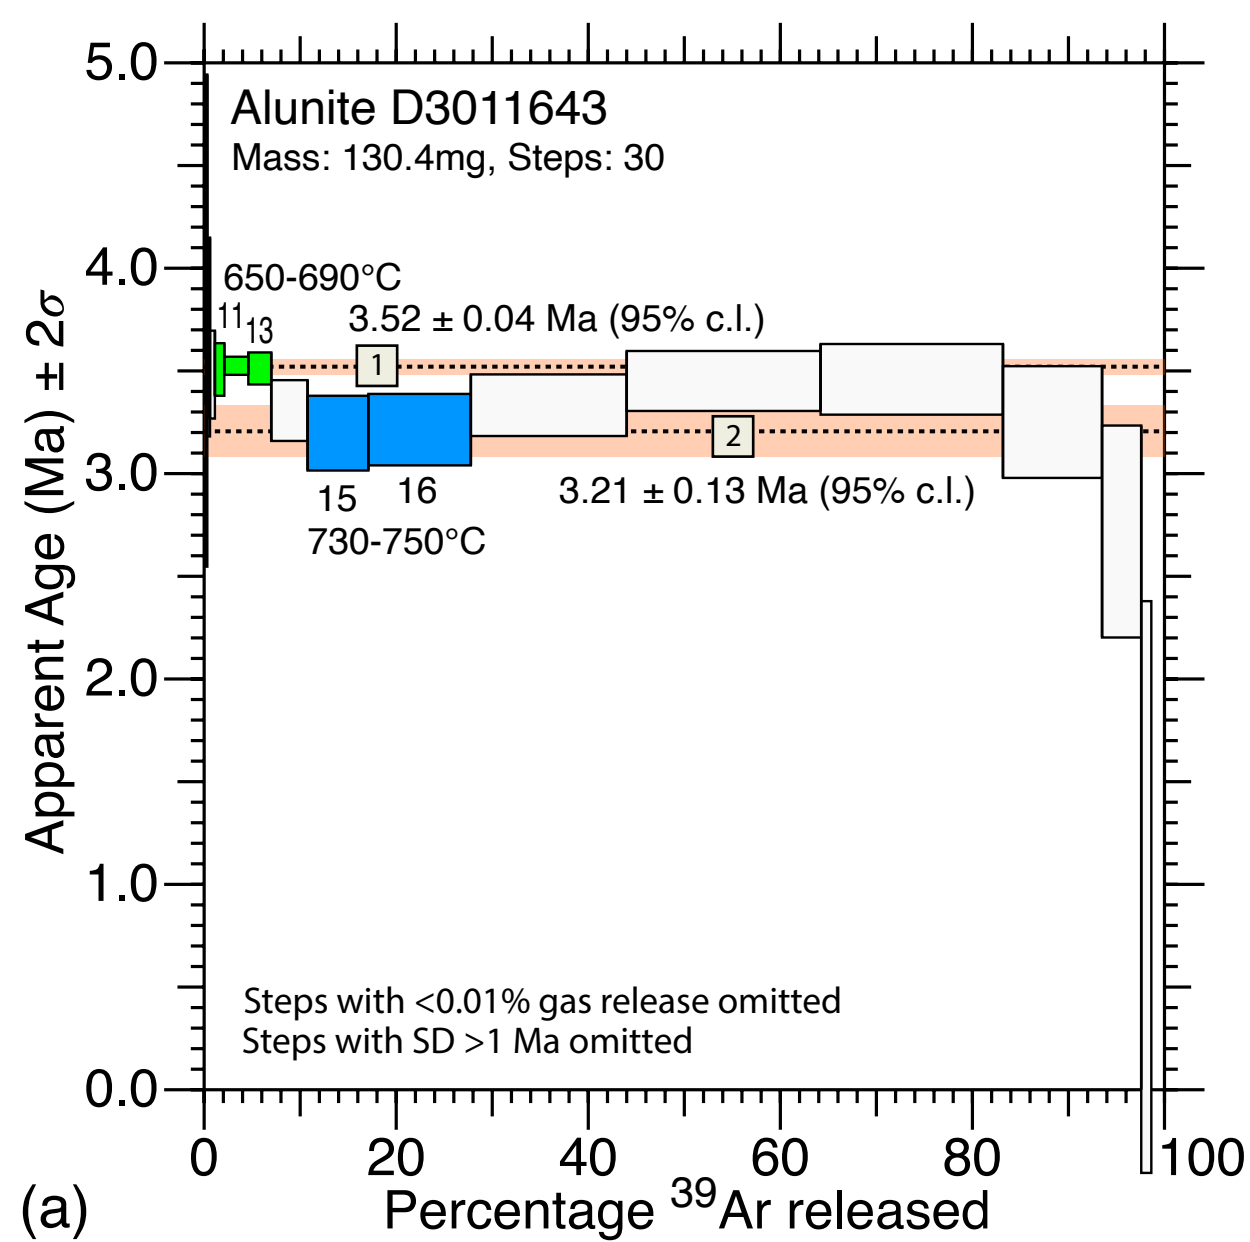 5.0
Alunite D3011643
Mass: 130.4mg, Steps: 30
4.0
650-690°C
11
13
3.52 ± 0.04 Ma (95% c.l.)
1
2
3.0
15
16
3.21 ± 0.13 Ma (95% c.l.)
730-750°C
2.0
1.0
Steps with <0.01% gas release omitted
Steps with SD >1 Ma omitted
0.0
0
20
40
60
80
100
Apparent Age (Ma) ± 2σ
Percentage ³⁹Ar released
(a)